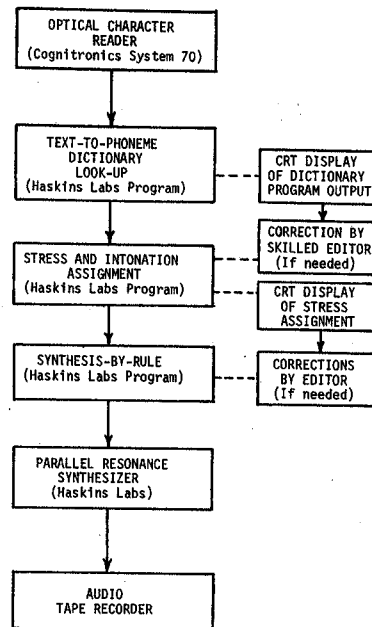 OPTICAL CHARACTER
READER
(Cognitronics System 70)
TEXT-TO-PHONEME
DICTIONARY
LOOK-UP
(Haskins Labs Program)
CRT DISPLAY
OF DICTIONARY
PROGRAM OUTPUT
CORRECTION BY
SKILLED EDITOR
(If needed)
STRESS AND INTONATION
ASSIGNMENT
(Haskins Labs Program)
CRT DISPLAY
OF STRESS
ASSIGNMENT
SYNTHESIS-BY-RULE
(Haskins Labs Program)
CORRECTIONS
BY EDITOR
(If needed)
PARALLEL RESONANCE
SYNTHESIZER
(Haskins Labs)
AUDIO
TAPE RECORDER